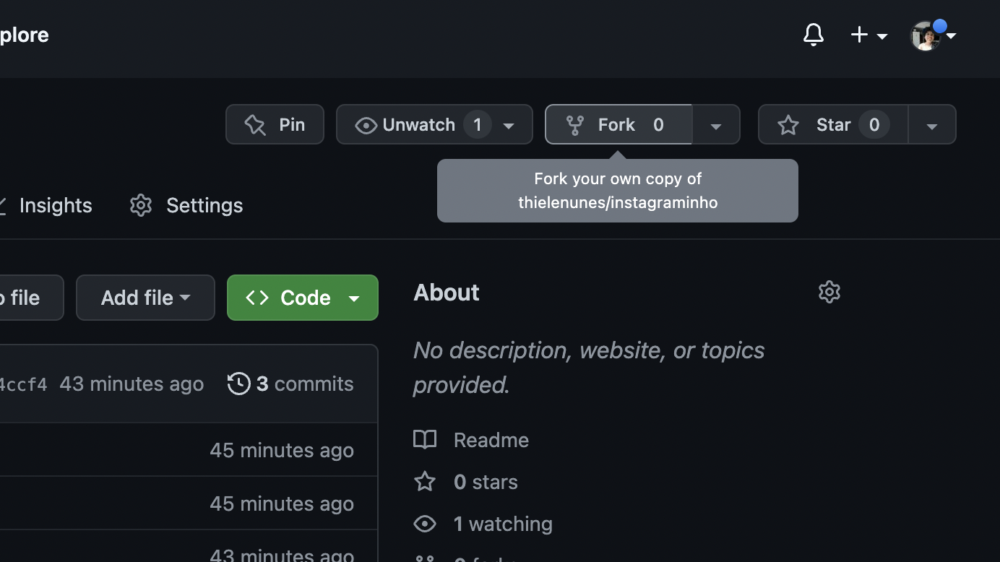 plore
Pin
Unwatch 1
Fork 0
Star 0
Fork your own copy of
thielenunes/instagraminho
Insights
Settings
file
Add file
Code
About
No description, website, or topics
provided.
4ccf4 43 minutes ago 3 commits
45 minutes ago
45 minutes ago
43 minutes ago
Readme
0 stars
1 watching